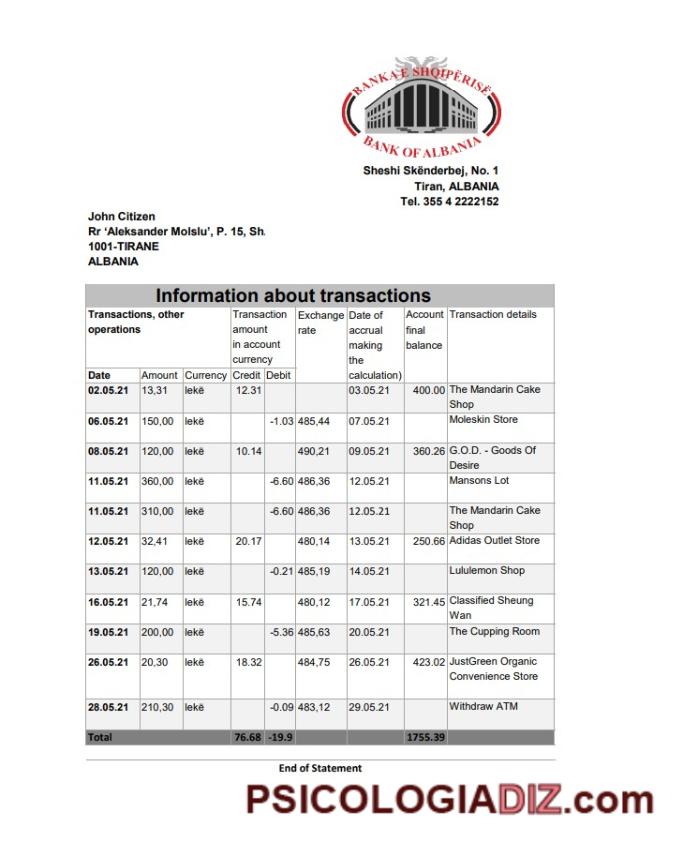 BANKA E SHQIPËRISË
BANK OF ALBANIA
Sheshi Skënderbej, No. 1
Tiran, ALBANIA
Tel. 355 4 2222152
John Citizen
Rr ‘Aleksander Molslu’, P. 15, Sh.
1001-TIRANE
ALBANIA
Information about transactions
Transactions, other operations Transaction amount in account currency Exchange rate Date of accrual making the calculation) Account final balance Transaction details
Date Amount Currency Credit Debit
02.05.21 13,31 lekë 12.31 03.05.21 400.00 The Mandarin Cake Shop
06.05.21 150,00 lekë -1.03 485,44 07.05.21 Moleskin Store
08.05.21 120,00 lekë 10.14 490,21 09.05.21 360.26 G.O.D. - Goods Of Desire
11.05.21 360,00 lekë -6.60 486,36 12.05.21 Mansons Lot
11.05.21 310,00 lekë -6.60 486,36 12.05.21 The Mandarin Cake Shop
12.05.21 32,41 lekë 20.17 480,14 13.05.21 250.66 Adidas Outlet Store
13.05.21 120,00 lekë -0.21 485,19 14.05.21 Lululemon Shop
16.05.21 21,74 lekë 15.74 480,12 17.05.21 321.45 Classified Sheung Wan
19.05.21 200,00 lekë -5.36 485,63 20.05.21 The Cupping Room
26.05.21 20,30 lekë 18.32 484,75 26.05.21 423.02 JustGreen Organic Convenience Store
28.05.21 210,30 lekë -0.09 483,12 29.05.21 Withdraw ATM
Total 76.68 -19.9 1755.39
End of Statement
PSICOLOGIADIZ.com